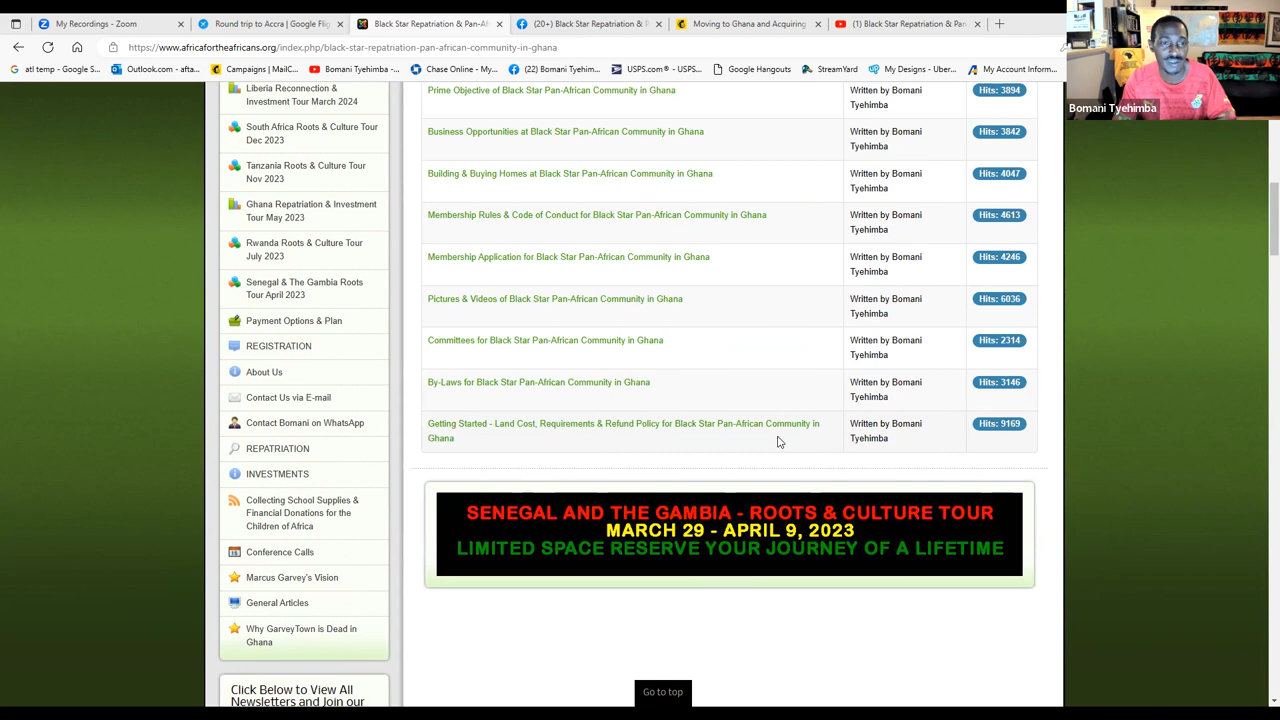 My Recordings - Zoom
Round trip to Accra | Google Flig
Black Star Repatriation & Pan-Af
(20+) Black Star Repatriation &
Moving to Ghana and Acquiring
(1) Black Star Repatriation & Pan
https://www.africafortheafricans.org/index.php/black-star-repatriation-pan-african-community-in-ghana
atl temp - Google S...
Outlook.com - afta...
Campaigns | MailC...
Bomani Tyehimba -...
Chase Online - My...
(22) Bomani Tyehim...
USPS.com® - USPS...
Google Hangouts
StreamYard
My Designs - Uber...
My Account Inform...
Bomani Tyehimba
Liberia Reconnection &
Investment Tour March 2024
South Africa Roots & Culture Tour
Dec 2023
Tanzania Roots & Culture Tour
Nov 2023
Ghana Repatriation & Investment
Tour May 2023
Rwanda Roots & Culture Tour
July 2023
Senegal & The Gambia Roots
Tour April 2023
Payment Options & Plan
REGISTRATION
About Us
Contact Us via E-mail
Contact Bomani on WhatsApp
REPATRIATION
INVESTMENTS
Collecting School Supplies &
Financial Donations for the
Children of Africa
Conference Calls
Marcus Garvey's Vision
General Articles
Why GarveyTown is Dead in
Ghana
Click Below to View All
Newsletters and Join our
Prime Objective of Black Star Pan-African Community in Ghana
Written by Bomani
Tyehimba
Hits: 3894
Business Opportunities at Black Star Pan-African Community in Ghana
Written by Bomani
Tyehimba
Hits: 3842
Building & Buying Homes at Black Star Pan-African Community in Ghana
Written by Bomani
Tyehimba
Hits: 4047
Membership Rules & Code of Conduct for Black Star Pan-African Community in Ghana
Written by Bomani
Tyehimba
Hits: 4613
Membership Application for Black Star Pan-African Community in Ghana
Written by Bomani
Tyehimba
Hits: 4246
Pictures & Videos of Black Star Pan-African Community in Ghana
Written by Bomani
Tyehimba
Hits: 6036
Committees for Black Star Pan-African Community in Ghana
Written by Bomani
Tyehimba
Hits: 2314
By-Laws for Black Star Pan-African Community in Ghana
Written by Bomani
Tyehimba
Hits: 3146
Getting Started - Land Cost, Requirements & Refund Policy for Black Star Pan-African Community in
Ghana
Written by Bomani
Tyehimba
Hits: 9169
SENEGAL AND THE GAMBIA - ROOTS & CULTURE TOUR
MARCH 29 - APRIL 9, 2023
LIMITED SPACE RESERVE YOUR JOURNEY OF A LIFETIME
Go to top